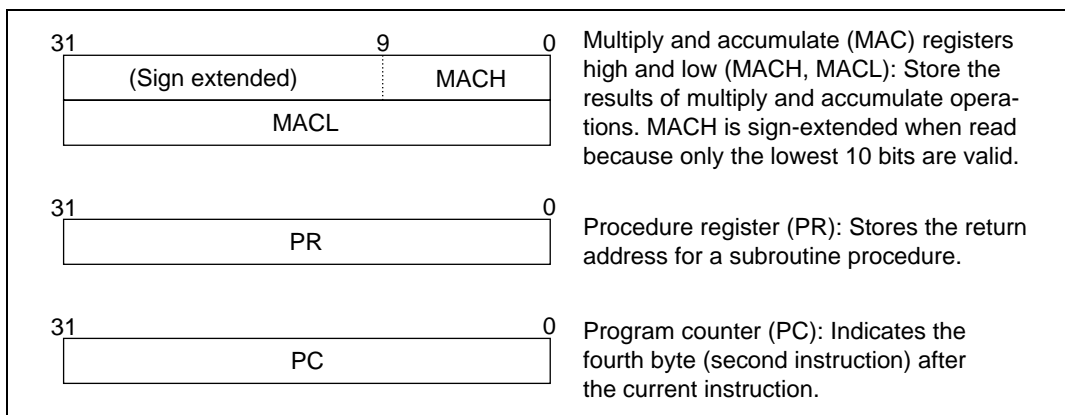 31 9 0
(Sign extended) MACH
MACL
Multiply and accumulate (MAC) registers
high and low (MACH, MACL): Store the
results of multiply and accumulate opera-
tions. MACH is sign-extended when read
because only the lowest 10 bits are valid.
31 0
PR
Procedure register (PR): Stores the return
address for a subroutine procedure.
31 0
PC
Program counter (PC): Indicates the
fourth byte (second instruction) after
the current instruction.